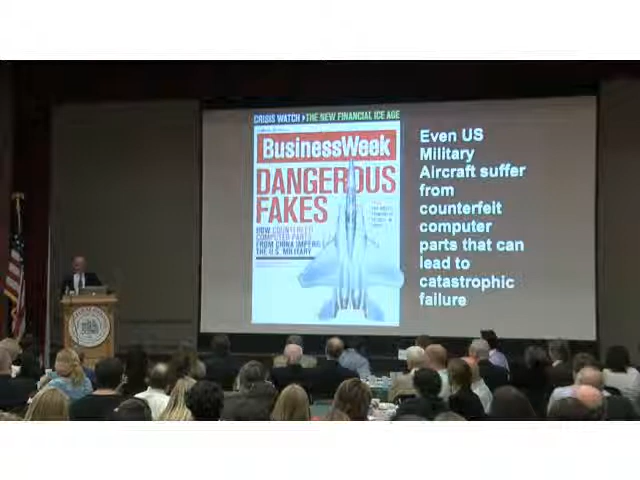 CRISIS WATCH THE NEW FINANCIAL ICE AGE
BusinessWeek
DANGEROUS
FAKES
HOW COUNTERFEIT
COMPUTER PARTS
FROM CHINA IMPERIL
THE U.S. MILITARY
Even US
Military
Aircraft suffer
from
counterfeit
computer
parts that can
lead to
catastrophic
failure